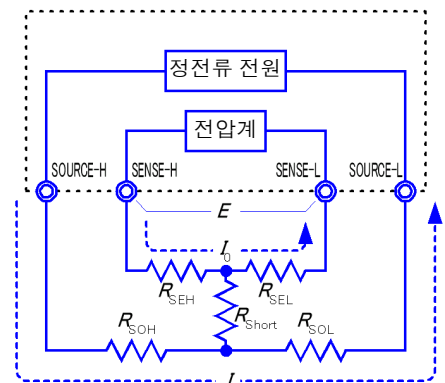 정전류 전원
전압계
SOURCE-H SENSE-H SENSE-L SOURCE-L
E
I0
RSEH RSEL
RShort
RSOH RSOL
I